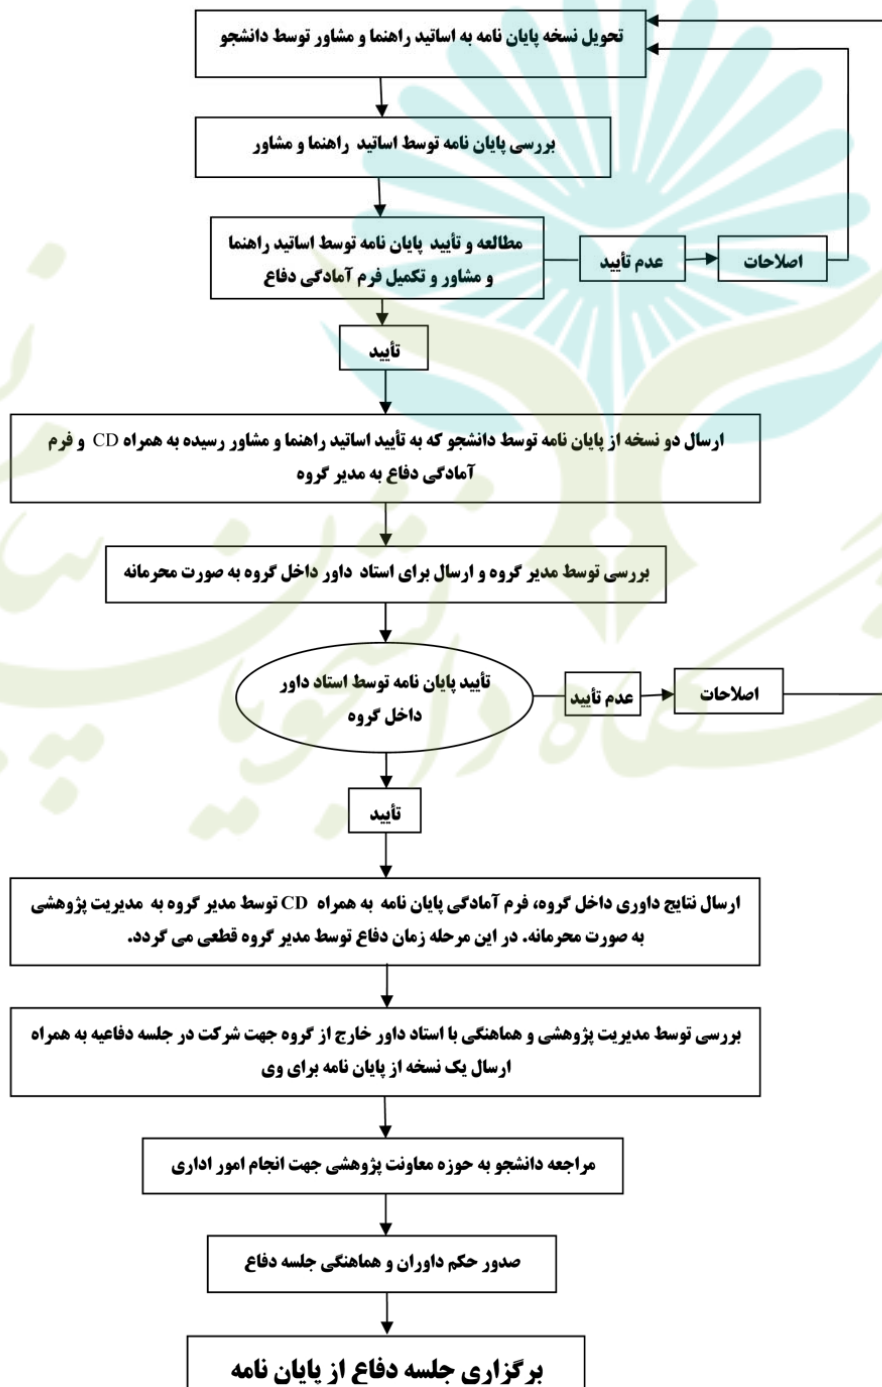 تحویل نسخه پایان نامه به اساتید راهنما و مشاور توسط دانشجو
بررسی پایان نامه توسط اساتید راهنما و مشاور
مطالعه و تأیید پایان نامه توسط اساتید راهنما
و مشاور و تکمیل فرم آمادگی دفاع
عدم تأیید
اصلاحات
تأیید
ارسال دو نسخه از پایان نامه توسط دانشجو که به تأیید اساتید راهنما و مشاور رسیده به همراه CD و فرم
آمادگی دفاع به مدیر گروه
بررسی توسط مدیر گروه و ارسال برای استاد داور داخل گروه به صورت محرمانه
تأیید پایان نامه توسط استاد داور
داخل گروه
عدم تأیید
اصلاحات
تأیید
ارسال نتایج داوری داخل گروه، فرم آمادگی پایان نامه به همراه CD توسط مدیر گروه به مدیریت پژوهشی
به صورت محرمانه. در این مرحله زمان دفاع توسط مدیر گروه قطعی می گردد.
بررسی توسط مدیریت پژوهشی و هماهنگی با استاد داور خارج از گروه جهت شرکت در جلسه دفاعیه به همراه
ارسال یک نسخه از پایان نامه برای وی
مراجعه دانشجو به حوزه معاونت پژوهشی جهت انجام امور اداری
صدور حکم داوران و هماهنگی جلسه دفاع
برگزاری جلسه دفاع از پایان نامه